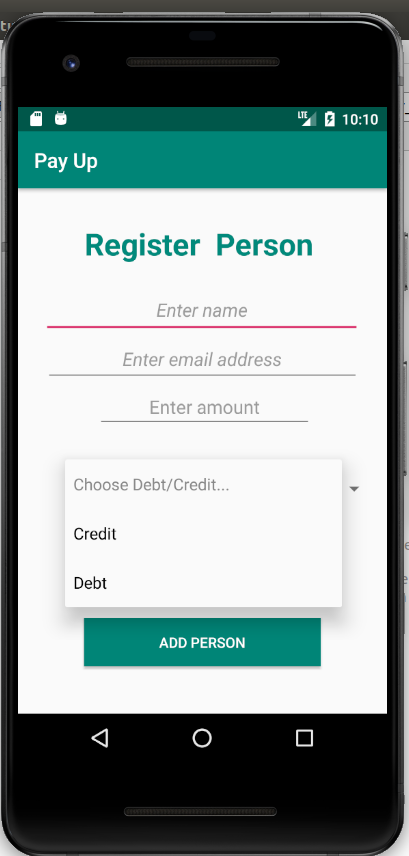 LTE 10:10
Pay Up
Register Person
Enter name
Enter email address
Enter amount
Choose Debt/Credit...
Credit
Debt
ADD PERSON